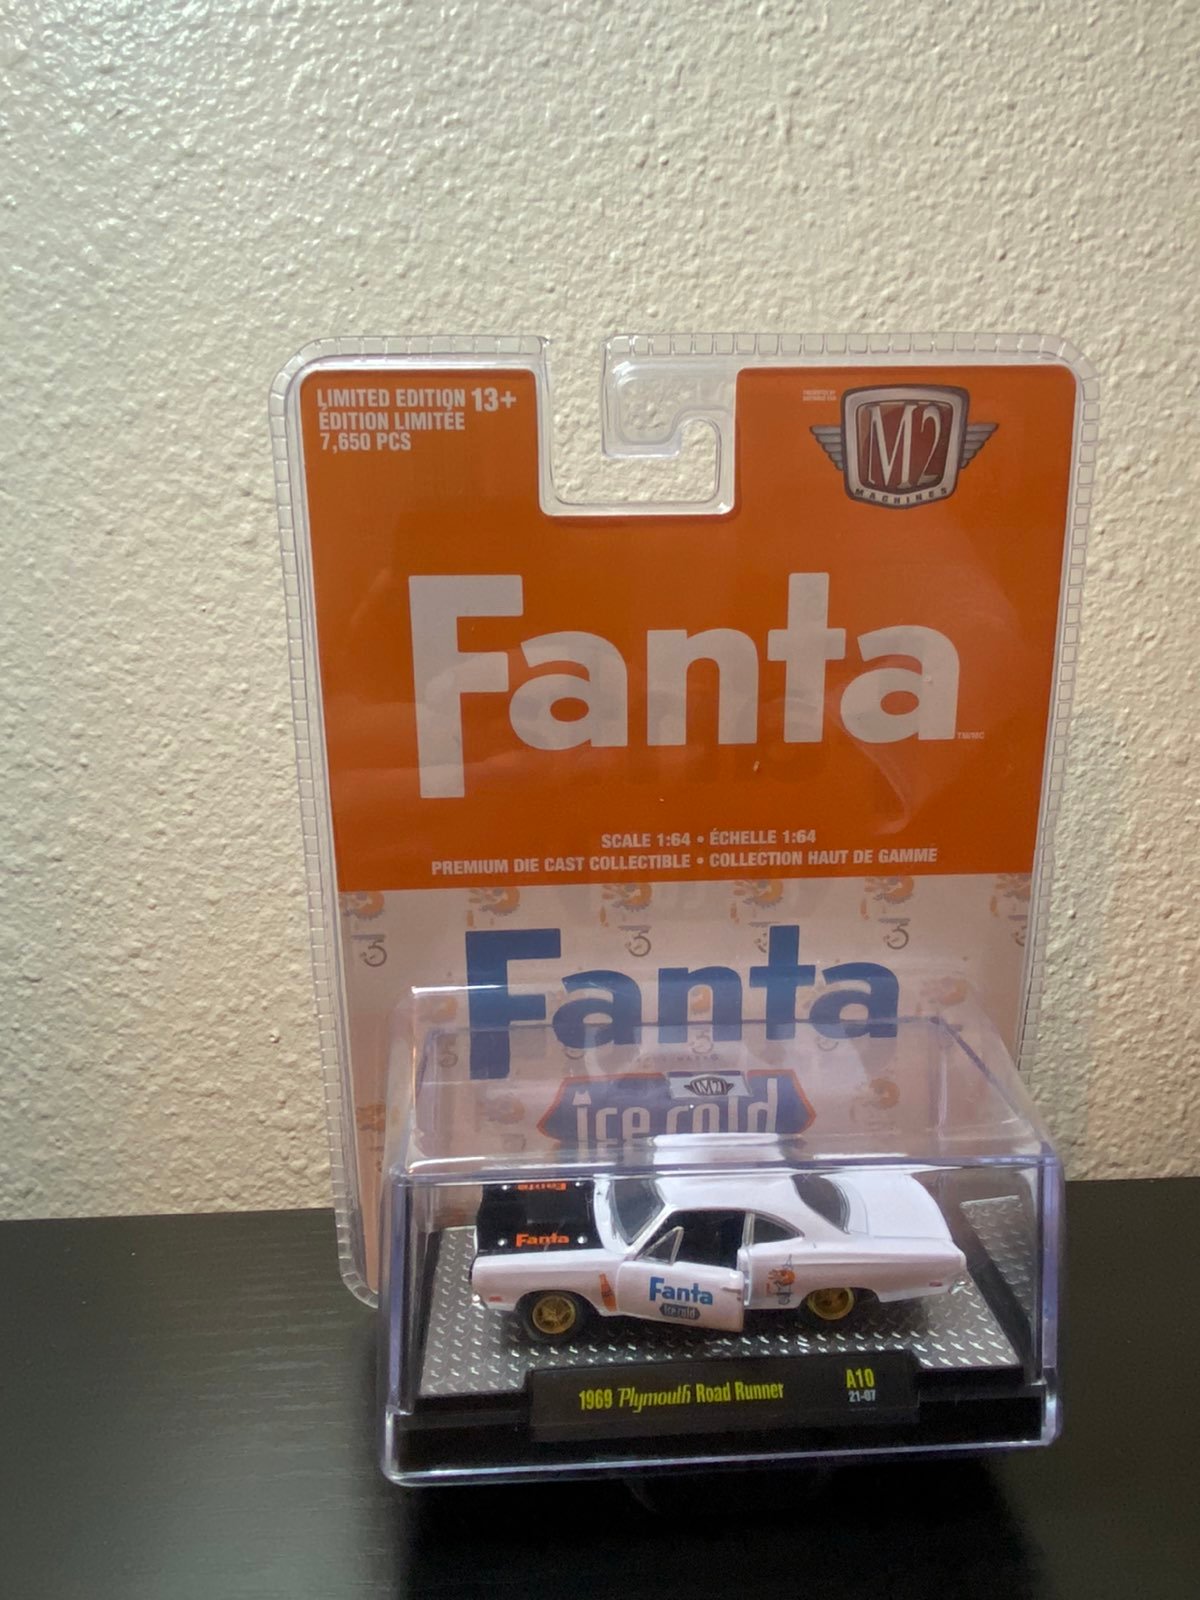 LIMITED EDITION 13+
ÉDITION LIMITÉE
7,650 PCS
M2
MACHINES
Fanta
TM/MC
SCALE 1:64 • ÉCHELLE 1:64
PREMIUM DIE CAST COLLECTIBLE • COLLECTION HAUT DE GAMME
Fanta
M2
ice cold
Fanta
Fanta
Fanta
ice cold
1969 Plymouth Road Runner
A10
21-07